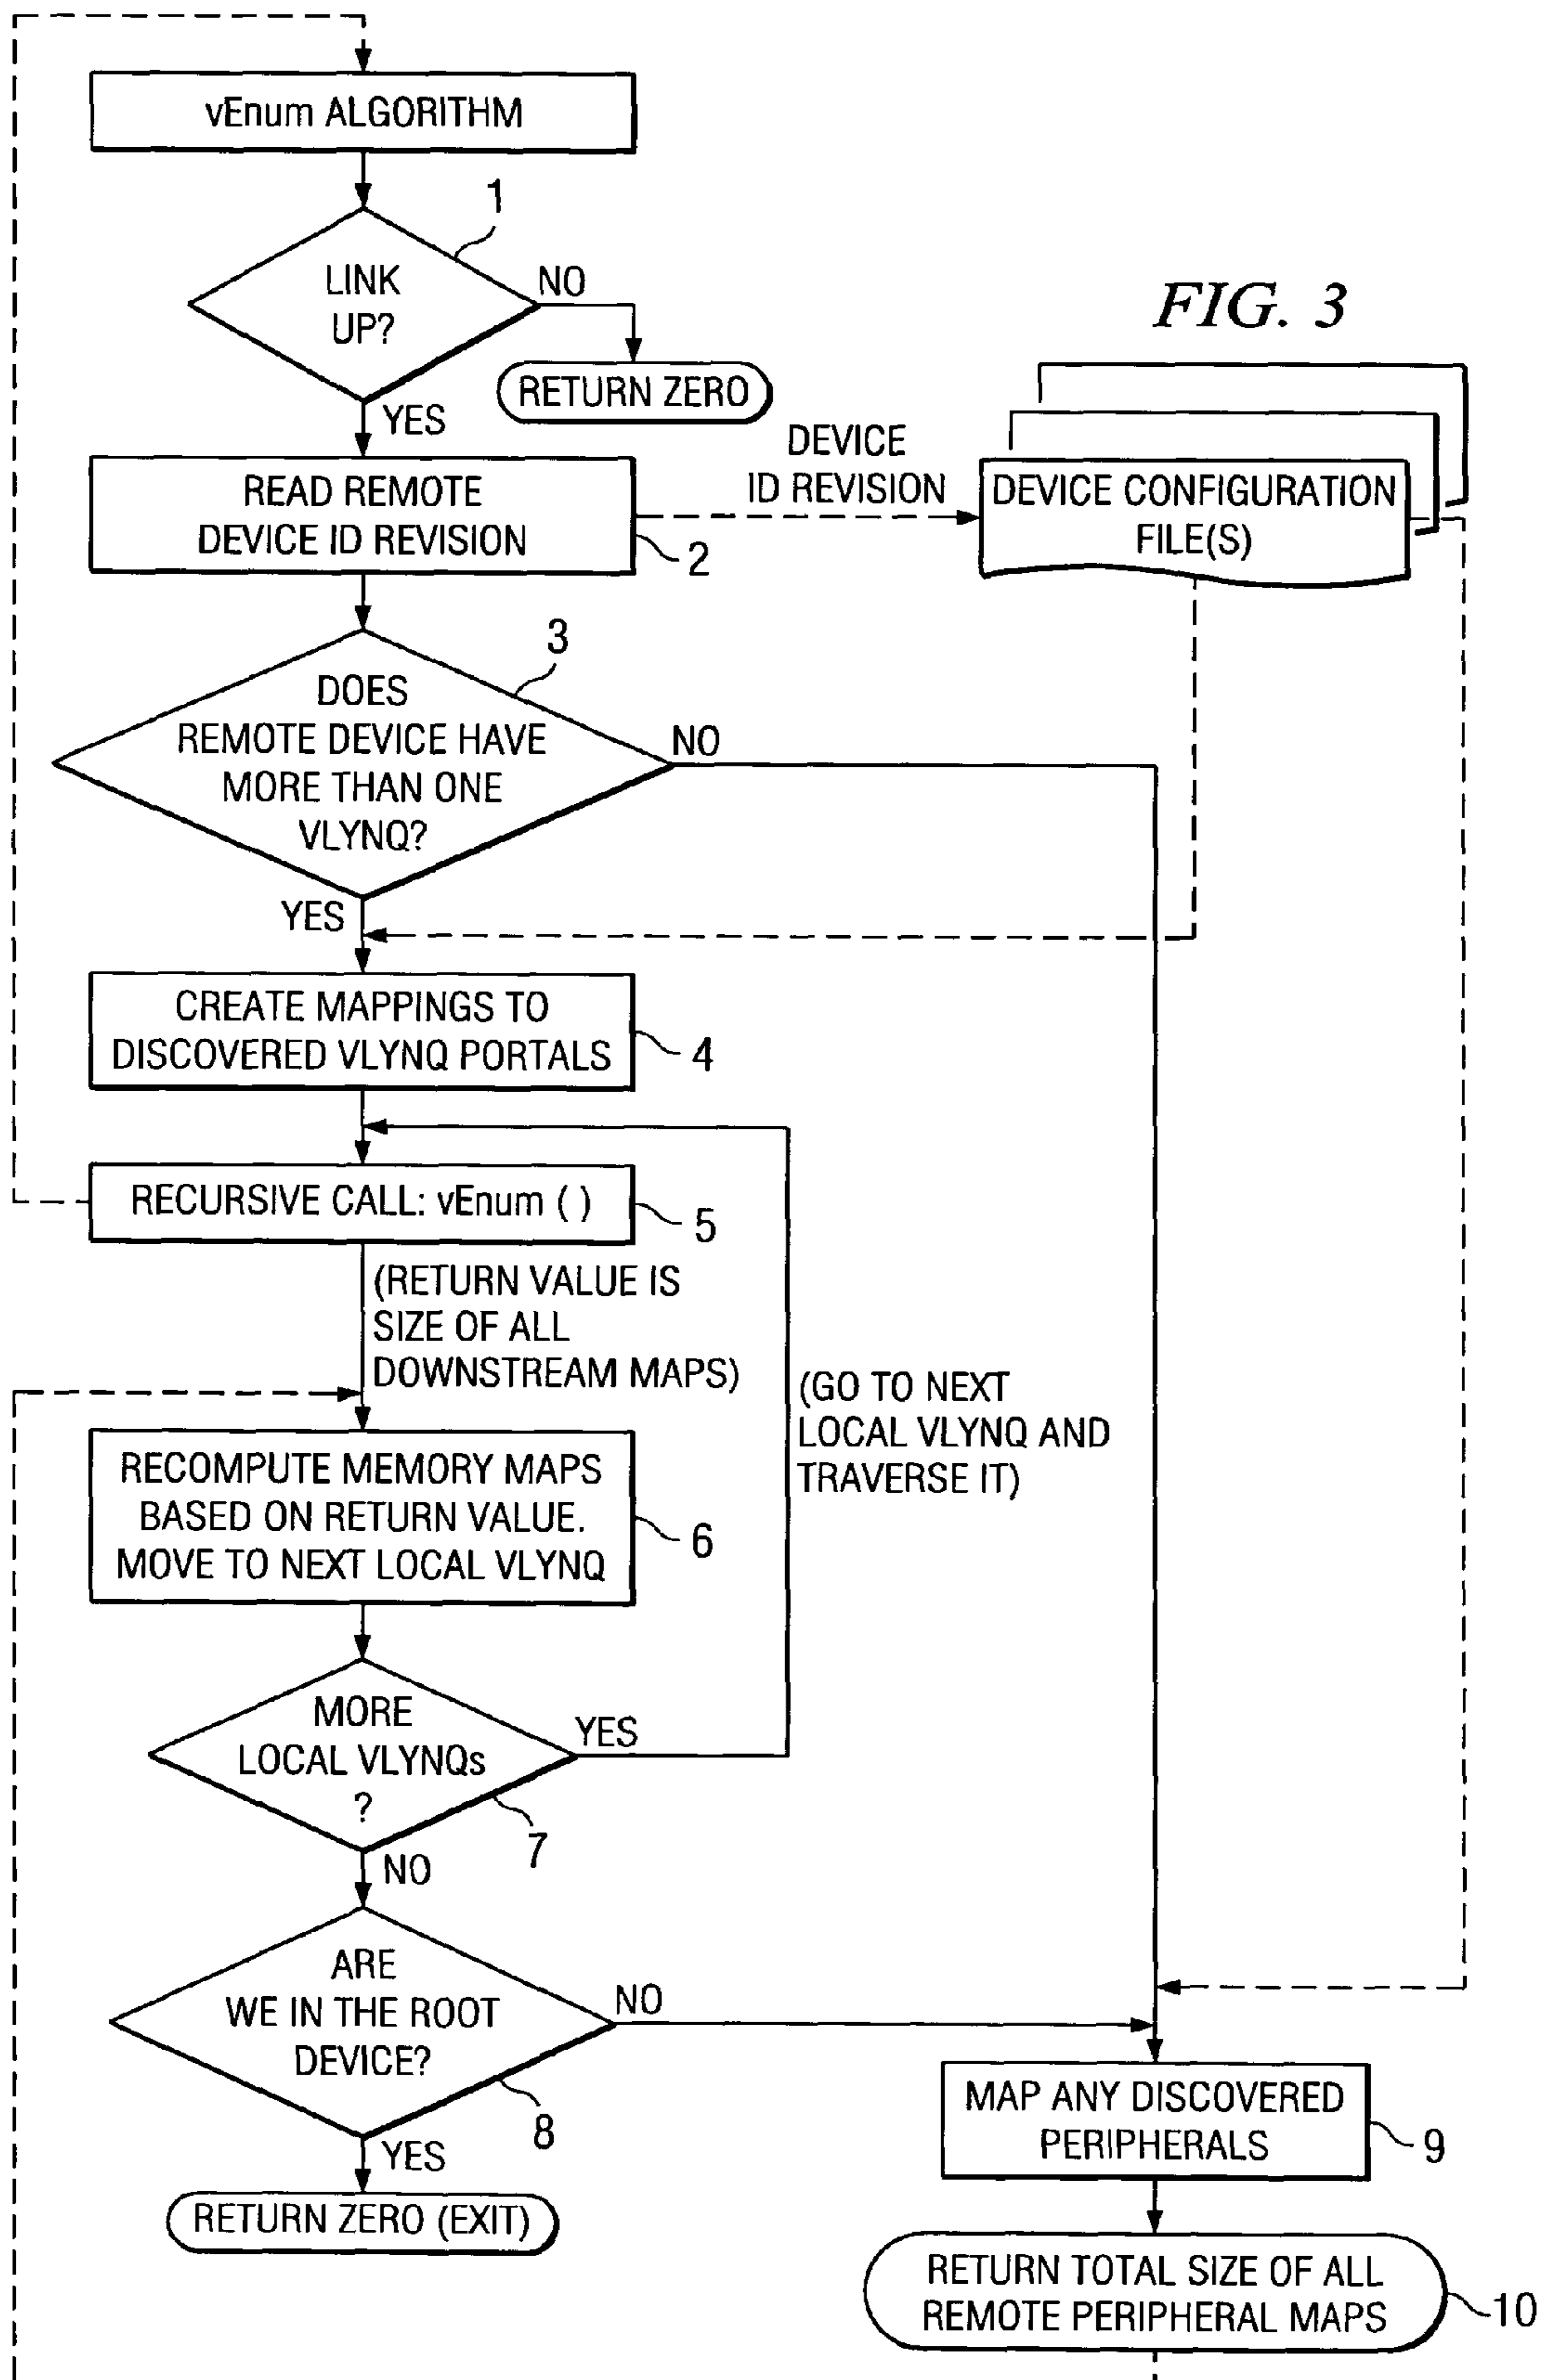 vEnum ALGORITHM
1
LINK
UP?
NO
FIG. 3
RETURN ZERO
YES
DEVICE
ID REVISION
READ REMOTE
DEVICE ID REVISION
2
DEVICE CONFIGURATION
FILE(S)
3
DOES
REMOTE DEVICE HAVE
MORE THAN ONE
VLYNQ?
NO
YES
CREATE MAPPINGS TO
DISCOVERED VLYNQ PORTALS
4
RECURSIVE CALL: vEnum ( )
5
(RETURN VALUE IS
SIZE OF ALL
DOWNSTREAM MAPS)
(GO TO NEXT
LOCAL VLYNQ AND
TRAVERSE IT)
RECOMPUTE MEMORY MAPS
BASED ON RETURN VALUE.
MOVE TO NEXT LOCAL VLYNQ
6
MORE
LOCAL VLYNQs
?
YES
7
NO
ARE
WE IN THE ROOT
DEVICE?
NO
8
YES
RETURN ZERO (EXIT)
MAP ANY DISCOVERED
PERIPHERALS
9
RETURN TOTAL SIZE OF ALL
REMOTE PERIPHERAL MAPS
10